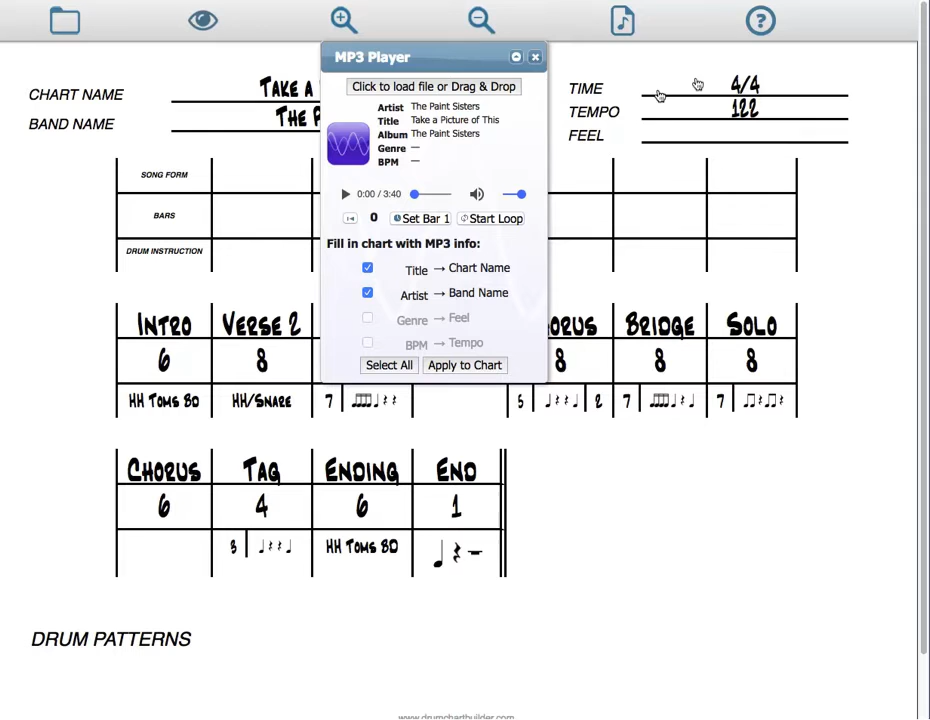 MP3 Player
Click to load file or Drag & Drop
Artist The Paint Sisters
Title Take a Picture of This
Album The Paint Sisters
Genre —
BPM —
0:00 / 3:40
0 Set Bar 1 Start Loop
Fill in chart with MP3 info:
Title → Chart Name
Artist → Band Name
Genre → Feel
BPM → Tempo
Select All Apply to Chart
CHART NAME Take a
BAND NAME The P
TIME 4/4
TEMPO 122
FEEL
SONG FORM
BARS
DRUM INSTRUCTION
Intro Verse 2 orus Bridge Solo
6 8 8 8 8
HH Toms BD HH/Snare 7 5 2 7 7
Chorus Tag Ending End
6 4 6 1
3 HH Toms BD
DRUM PATTERNS
www.drumchartbuilder.com